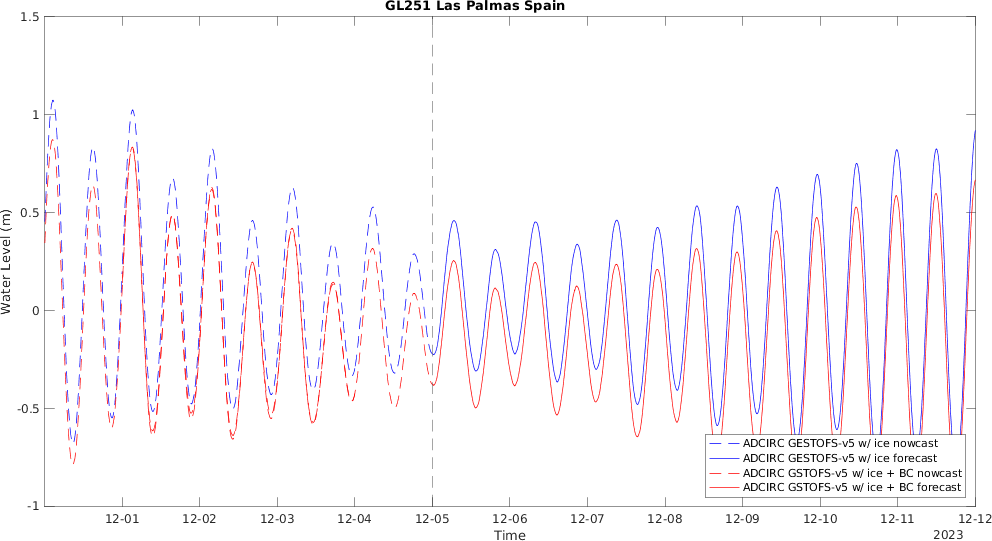 GL251 Las Palmas Spain
1.5
1
0.5
0
-0.5
-1
Water Level (m)
12-01 12-02 12-03 12-04 12-05 12-06 12-07 12-08 12-09 12-10 12-11 12-12
Time
2023
ADCIRC GESTOFS-v5 w/ ice nowcast
ADCIRC GESTOFS-v5 w/ ice forecast
ADCIRC GSTOFS-v5 w/ ice + BC nowcast
ADCIRC GSTOFS-v5 w/ ice + BC forecast